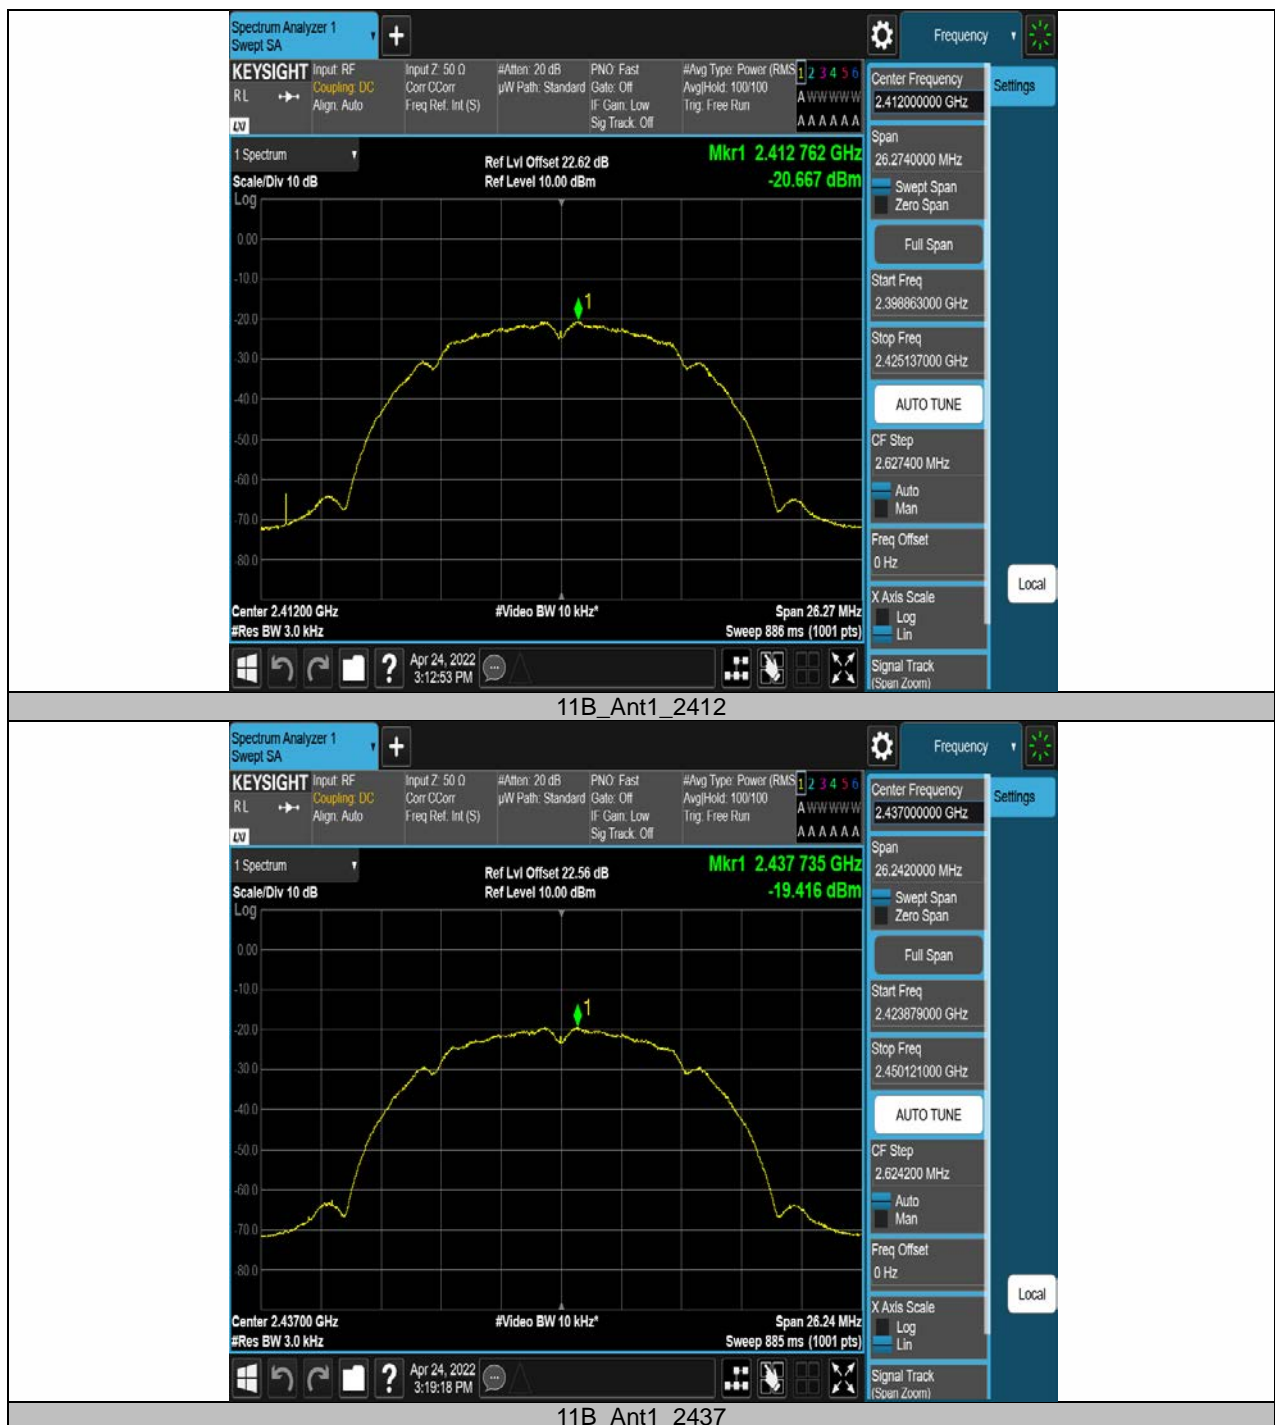 Spectrum Analyzer 1
Swept SA
Frequency
KEYSIGHT
RL
LXI
Input: RF
Coupling: DC
Align: Auto
Input Z: 50 Ω
Corr CCorr
Freq Ref: Int (S)
#Atten: 20 dB
µW Path: Standard
PNO: Fast
Gate: Off
IF Gain: Low
Sig Track: Off
#Avg Type: Power (RMS
Avg|Hold: 100/100
Trig: Free Run
1 2 3 4 5 6
A W W W W W
A A A A A A
1 Spectrum
Scale/Div 10 dB
Log
Ref Lvl Offset 22.62 dB
Ref Level 10.00 dBm
Mkr1 2.412 762 GHz
-20.667 dBm
0.00
-10.0
-20.0
-30.0
-40.0
-50.0
-60.0
-70.0
-80.0
1
Center 2.41200 GHz
#Res BW 3.0 kHz
#Video BW 10 kHz*
Span 26.27 MHz
Sweep 886 ms (1001 pts)
Apr 24, 2022
3:12:53 PM
Center Frequency
2.412000000 GHz
Settings
Span
26.2740000 MHz
Swept Span
Zero Span
Full Span
Start Freq
2.398863000 GHz
Stop Freq
2.425137000 GHz
AUTO TUNE
CF Step
2.627400 MHz
Auto
Man
Freq Offset
0 Hz
Local
X Axis Scale
Log
Lin
Signal Track
(Span Zoom)
11B_Ant1_2412
Spectrum Analyzer 1
Swept SA
Frequency
KEYSIGHT
RL
LXI
Input: RF
Coupling: DC
Align: Auto
Input Z: 50 Ω
Corr CCorr
Freq Ref: Int (S)
#Atten: 20 dB
µW Path: Standard
PNO: Fast
Gate: Off
IF Gain: Low
Sig Track: Off
#Avg Type: Power (RMS
Avg|Hold: 100/100
Trig: Free Run
1 2 3 4 5 6
A W W W W W
A A A A A A
1 Spectrum
Scale/Div 10 dB
Log
Ref Lvl Offset 22.56 dB
Ref Level 10.00 dBm
Mkr1 2.437 735 GHz
-19.416 dBm
0.00
-10.0
-20.0
-30.0
-40.0
-50.0
-60.0
-70.0
-80.0
1
Center 2.43700 GHz
#Res BW 3.0 kHz
#Video BW 10 kHz*
Span 26.24 MHz
Sweep 885 ms (1001 pts)
Apr 24, 2022
3:19:18 PM
Center Frequency
2.437000000 GHz
Settings
Span
26.2420000 MHz
Swept Span
Zero Span
Full Span
Start Freq
2.423879000 GHz
Stop Freq
2.450121000 GHz
AUTO TUNE
CF Step
2.624200 MHz
Auto
Man
Freq Offset
0 Hz
Local
X Axis Scale
Log
Lin
Signal Track
(Span Zoom)
11B_Ant1_2437